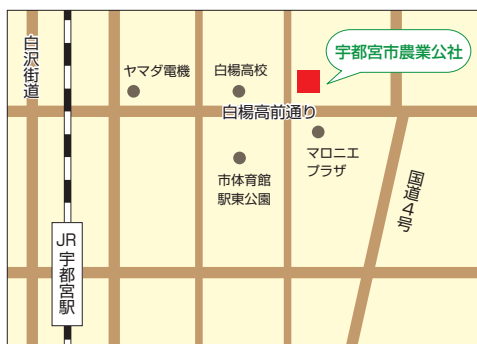 白沢街道
ヤマダ電機
白楊高校
宇都宮市農業公社
白楊高前通り
マロニエ
プラザ
市体育館
駅東公園
国道4号
JR宇都宮駅